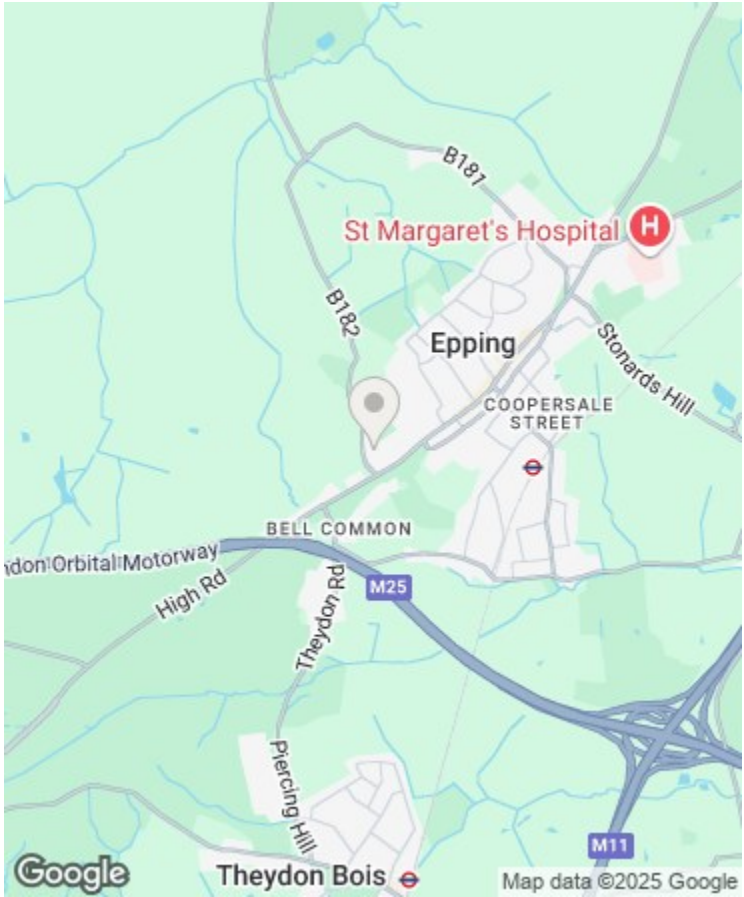 B181
St Margaret's Hospital
H
B182
Epping
Stonards Hill
COOPERSALE
STREET
BELL COMMON
ndon Orbital Motorway
M25
High Rd
Theydon Rd
Piercing Hill
M11
Theydon Bois
Google
Map data ©2025 Google